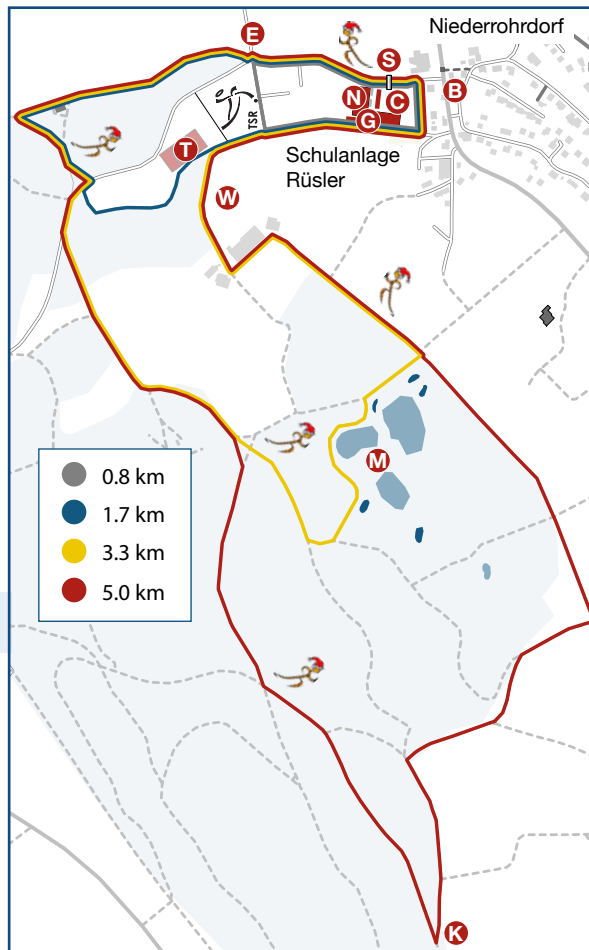 Niederrohrdorf
E
S
B
N
C
G
TSR
T
Schulanlage
Rüsler
W
M
0.8 km
1.7 km
3.3 km
5.0 km
K